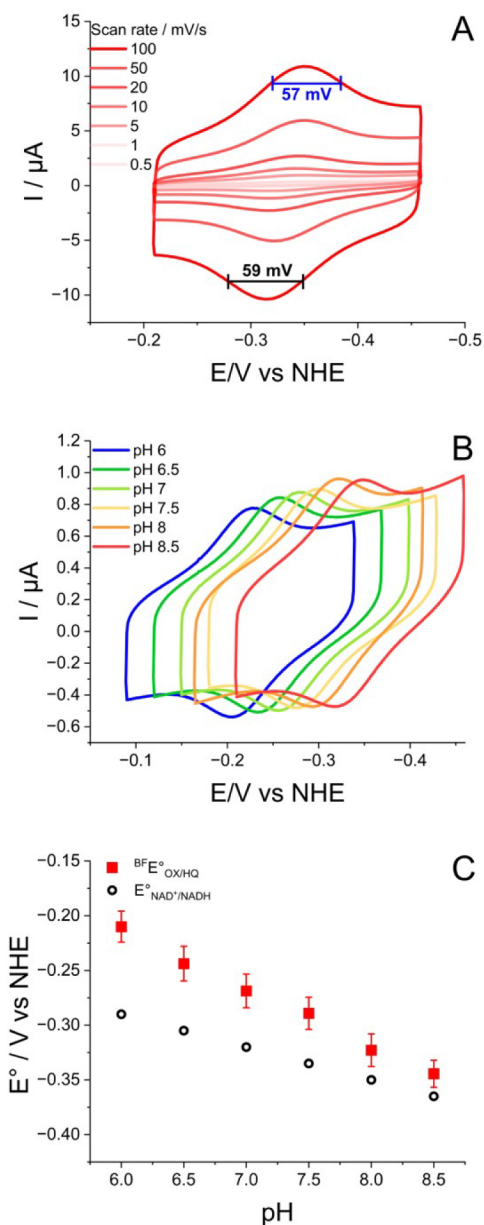 A
Scan rate / mV/s
100
50
20
10
5
1
0.5
57 mV
59 mV
15
10
5
0
−5
−10
I / µA
−0.2
−0.3
−0.4
−0.5
E/V vs NHE
B
pH 6
pH 6.5
pH 7
pH 7.5
pH 8
pH 8.5
1.2
1.0
0.8
0.6
0.4
0.2
0.0
−0.2
−0.4
−0.6
I / µA
−0.1
−0.2
−0.3
−0.4
E/V vs NHE
C
BFE°OX/HQ
E°NAD+/NADH
−0.15
−0.20
−0.25
−0.30
−0.35
−0.40
E° / V vs NHE
6.0
6.5
7.0
7.5
8.0
8.5
pH